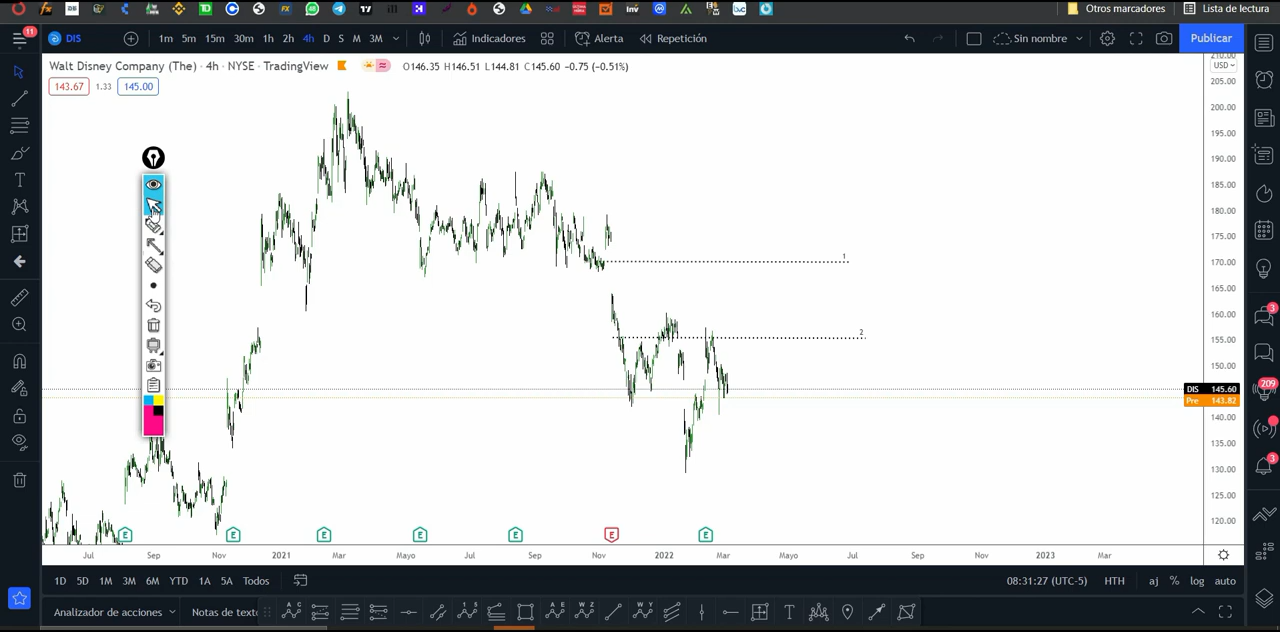 Otros marcadores
Lista de lectura
11
DIS
1m 5m 15m 30m 1h 2h 4h D S M 3M
Indicadores
Alerta
Repetición
Sin nombre
Publicar
Walt Disney Company (The) · 4h · NYSE · TradingView
O146.35 H146.51 L144.81 C145.60 −0.75 (−0.51%)
143.67 1.33 145.00
210.00
USD
205.00
200.00
195.00
190.00
185.00
180.00
175.00
170.00
165.00
160.00
155.00
150.00
DIS 145.60
Pre 143.82
140.00
135.00
130.00
125.00
120.00
1
2
3
209
3
E E E E E E E
Jul Sep Nov 2021 Mar Mayo Jul Sep Nov 2022 Mar Mayo Jul Sep Nov 2023 Mar
1D 5D 1M 3M 6M YTD 1A 5A Todos
08:31:27 (UTC-5) HTH aj % log auto
Analizador de acciones
Notas de texto